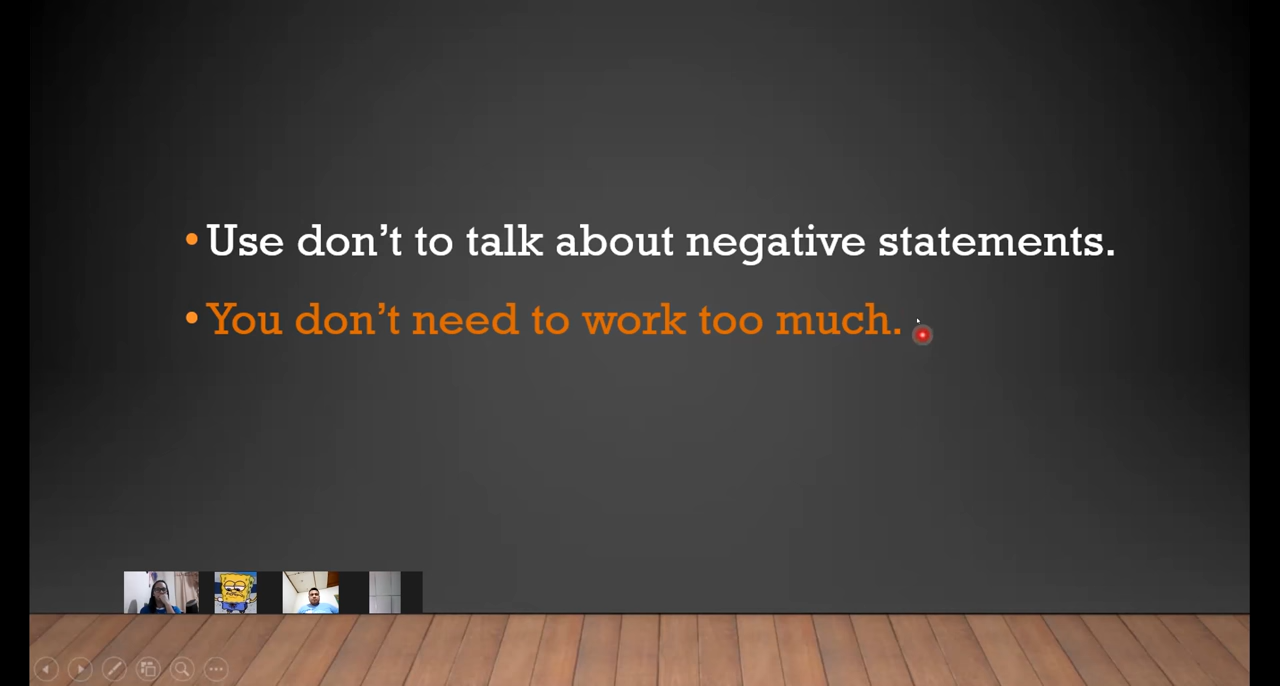 • Use don’t to talk about negative statements.
• You don’t need to work too much.